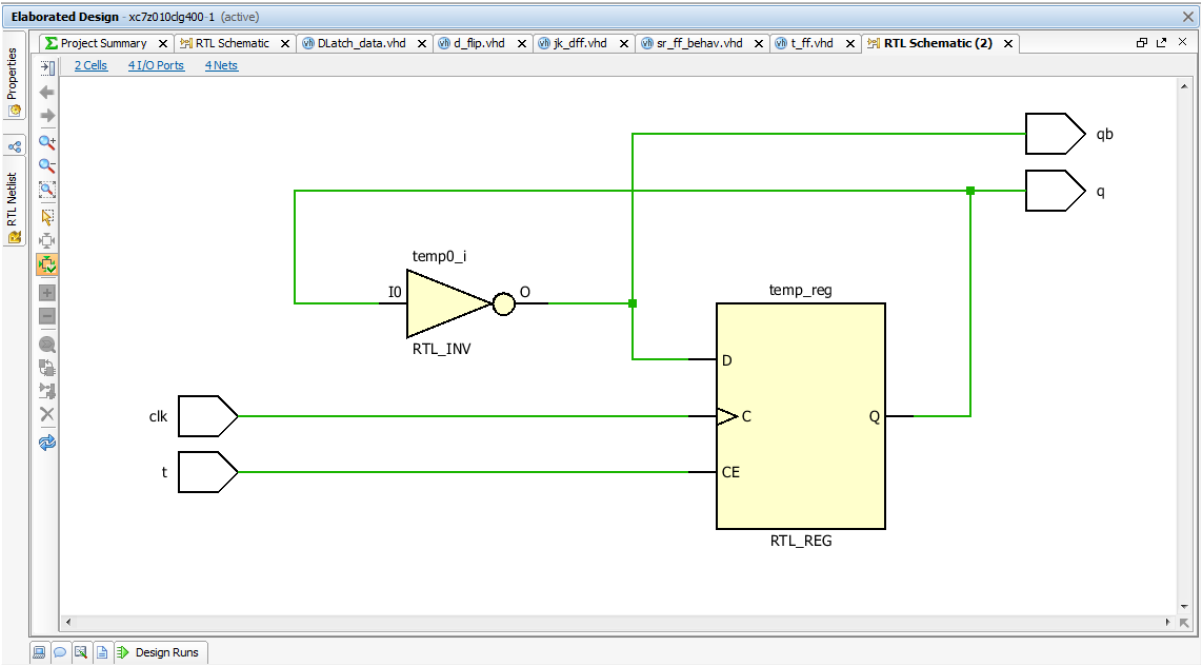 Elaborated Design - xc7z010clg400-1 (active)
Project Summary RTL Schematic DLatch_data.vhd d_flip.vhd jk_dff.vhd sr_ff_behav.vhd t_ff.vhd RTL Schematic (2)
2 Cells 4 I/O Ports 4 Nets
Properties
RTL Netlist
qb
q
temp0_i
I0
O
RTL_INV
temp_reg
D
clk
C
Q
t
CE
RTL_REG
Design Runs